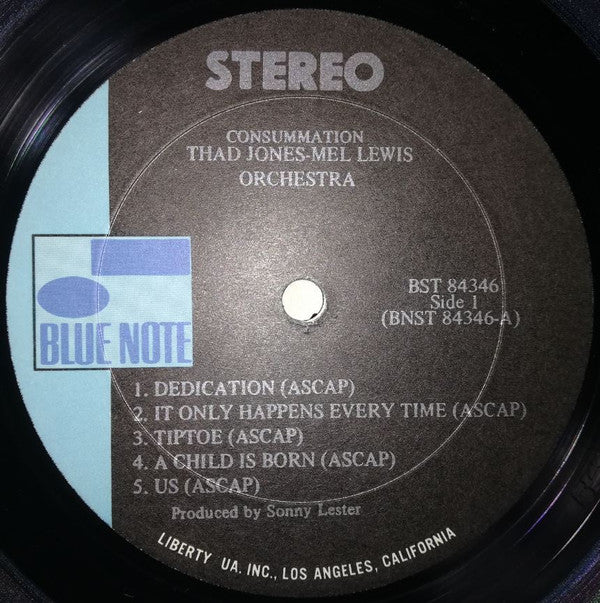 STEREO
CONSUMMATION
THAD JONES-MEL LEWIS
ORCHESTRA
BST 84346
Side 1
(BNST 84346-A)
BLUE NOTE
1. DEDICATION (ASCAP)
2. IT ONLY HAPPENS EVERY TIME (ASCAP)
3. TIPTOE (ASCAP)
4. A CHILD IS BORN (ASCAP)
5. US (ASCAP)
Produced by Sonny Lester
LIBERTY UA, INC., LOS ANGELES, CALIFORNIA